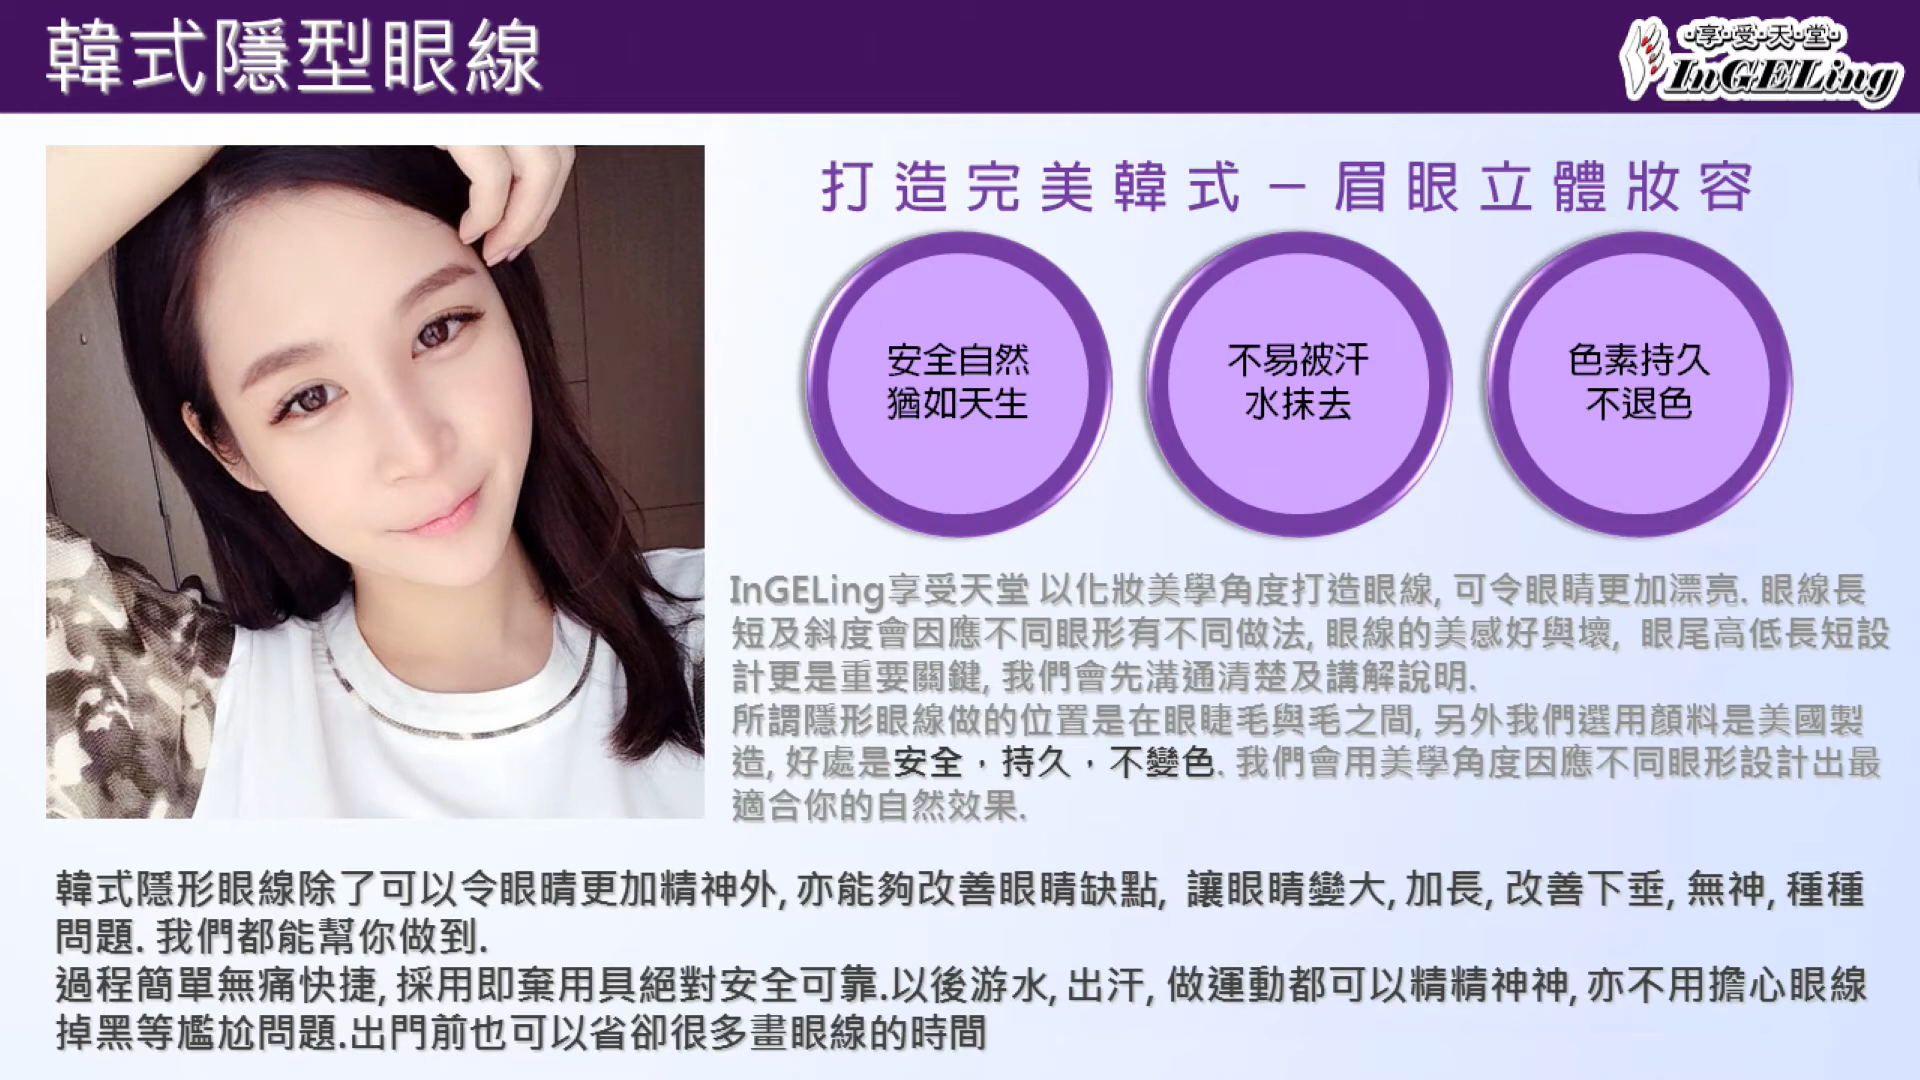 韓式隱型眼線
·享·受·天·堂·
InGELing
打造完美韓式－眉眼立體妝容
安全自然
猶如天生
不易被汗
水抹去
色素持久
不退色
InGELing享受天堂 以化妝美學角度打造眼線, 可令眼睛更加漂亮. 眼線長
短及斜度會因應不同眼形有不同做法, 眼線的美感好與壞, 眼尾高低長短設
計更是重要關鍵, 我們會先溝通清楚及講解說明.
所謂隱形眼線做的位置是在眼睫毛與毛之間, 另外我們選用顏料是美國製
造, 好處是安全，持久，不變色. 我們會用美學角度因應不同眼形設計出最
適合你的自然效果.
韓式隱形眼線除了可以令眼睛更加精神外, 亦能夠改善眼睛缺點, 讓眼睛變大, 加長, 改善下垂, 無神, 種種
問題. 我們都能幫你做到.
過程簡單無痛快捷, 採用即棄用具絕對安全可靠.以後游水, 出汗, 做運動都可以精精神神, 亦不用擔心眼線
掉黑等尷尬問題.出門前也可以省卻很多畫眼線的時間